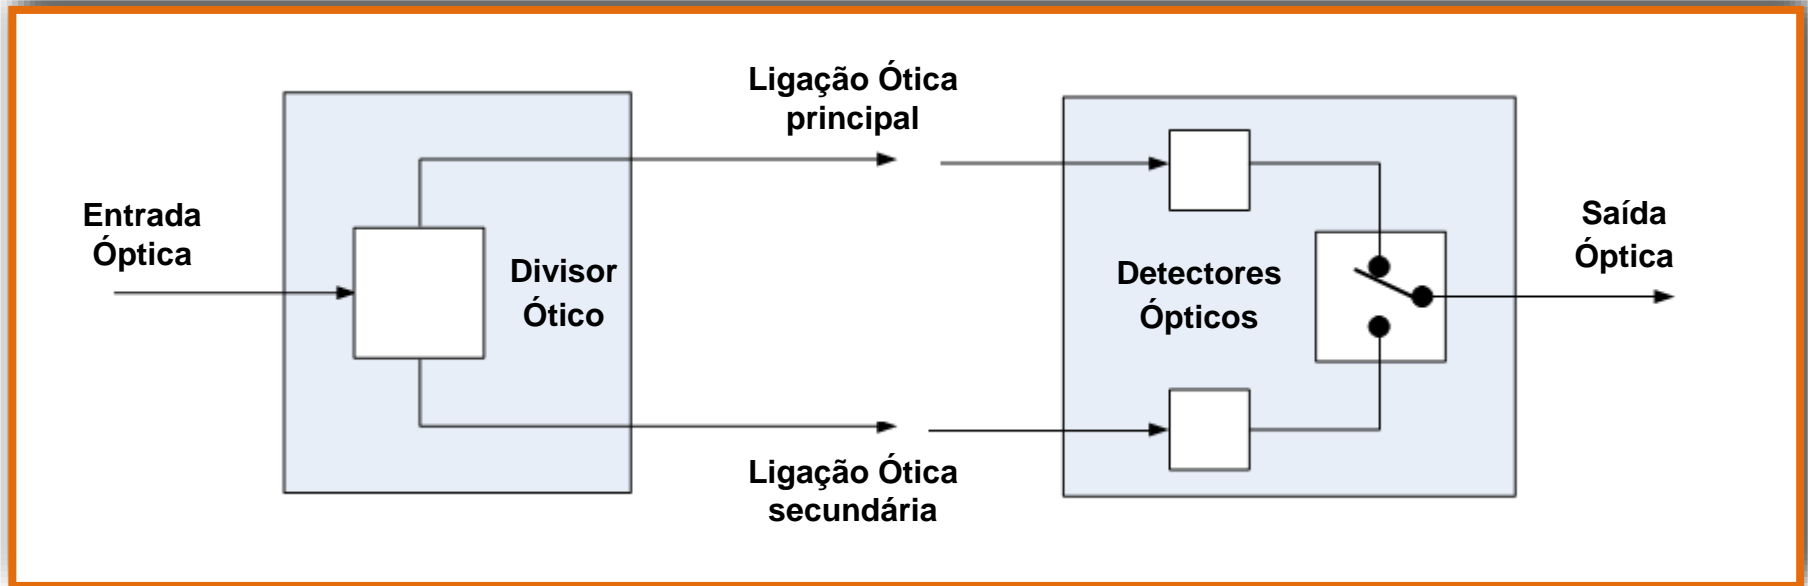 Ligação Ótica
principal
Entrada
Óptica
Divisor
Ótico
Detectores
Ópticos
Saída
Óptica
Ligação Ótica
secundária